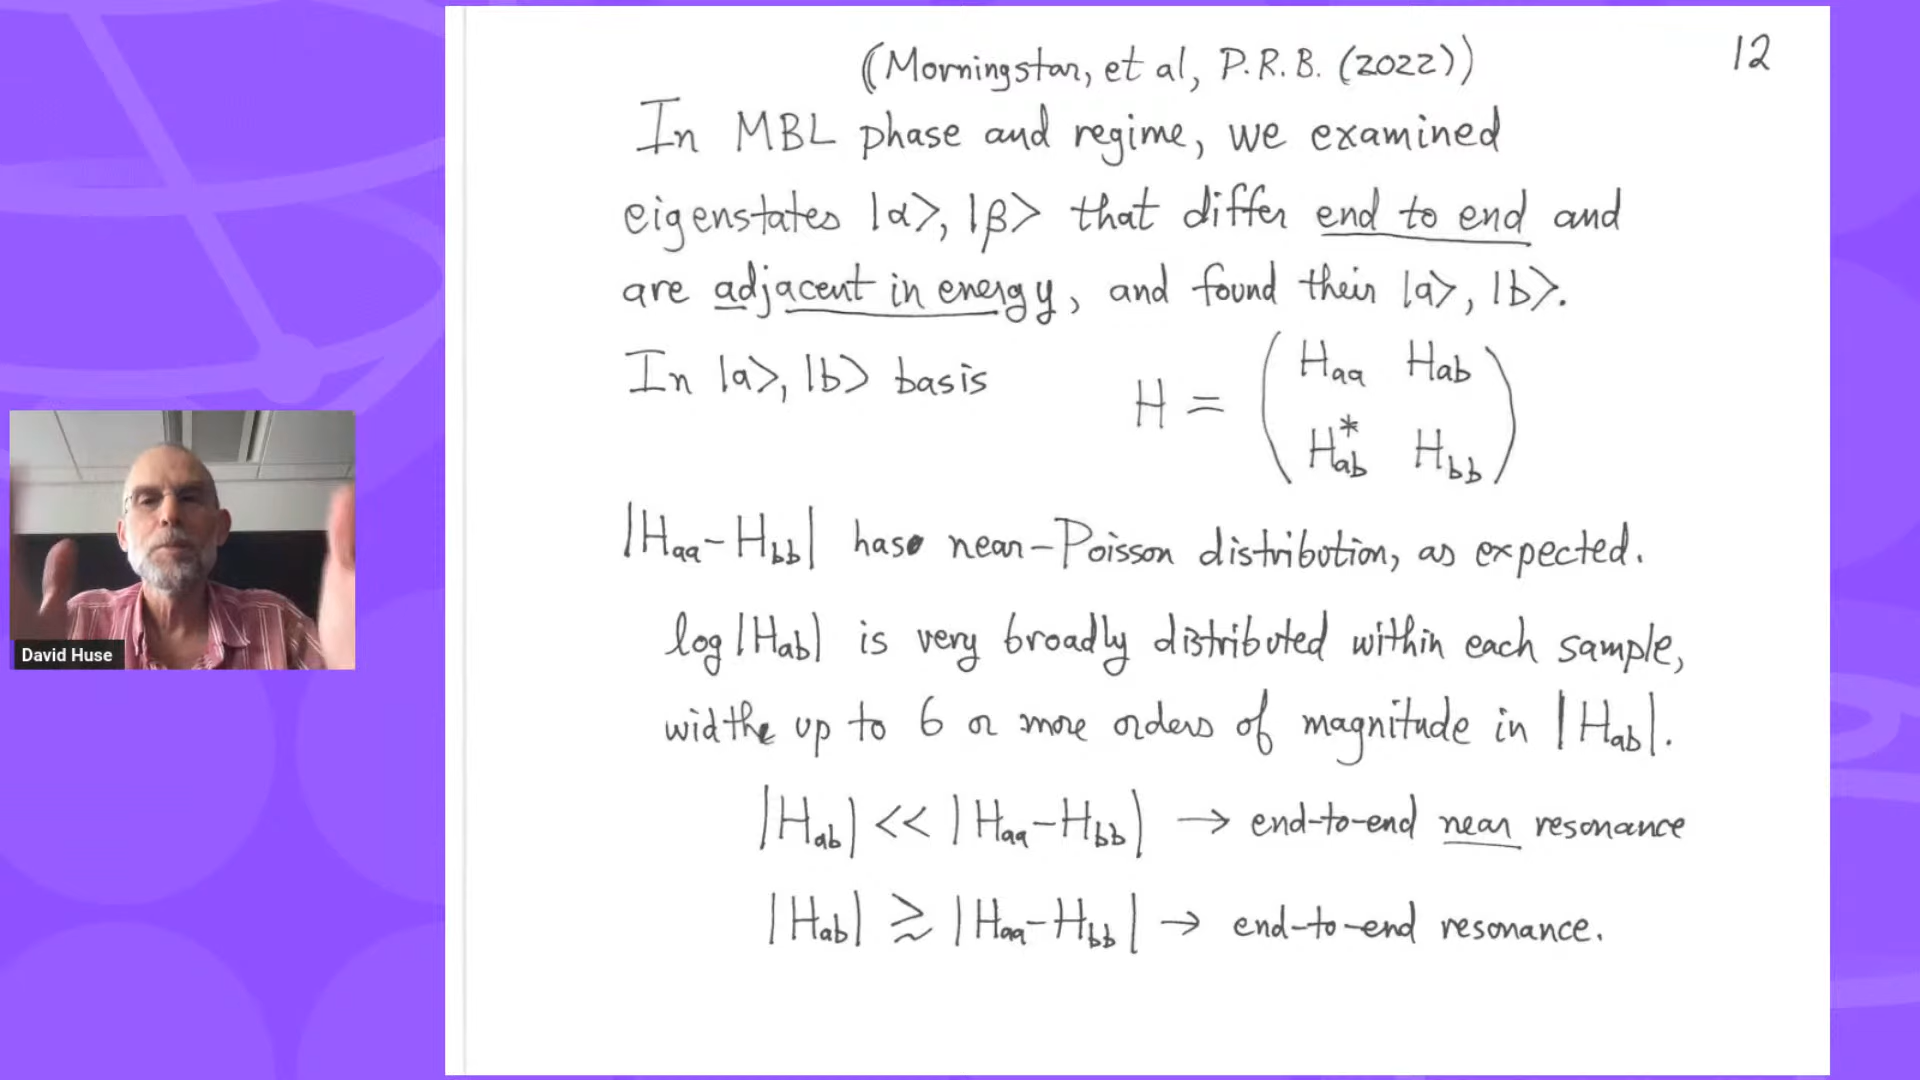 (Morningstar, et al, P.R.B. (2022))
12
In MBL phase and regime, we examined
eigenstates |α>, |β> that differ end to end and
are adjacent in energy, and found their |a>, |b>.
In |a>, |b> basis H = ( Haa Hab
H*ab Hbb )
|Haa-Hbb| has near-Poisson distribution, as expected.
log|Hab| is very broadly distributed within each sample,
width up to 6 or more orders of magnitude in |Hab|.
|Hab| << |Haa-Hbb| → end-to-end near resonance
|Hab| ≳ |Haa-Hbb| → end-to-end resonance.
David Huse